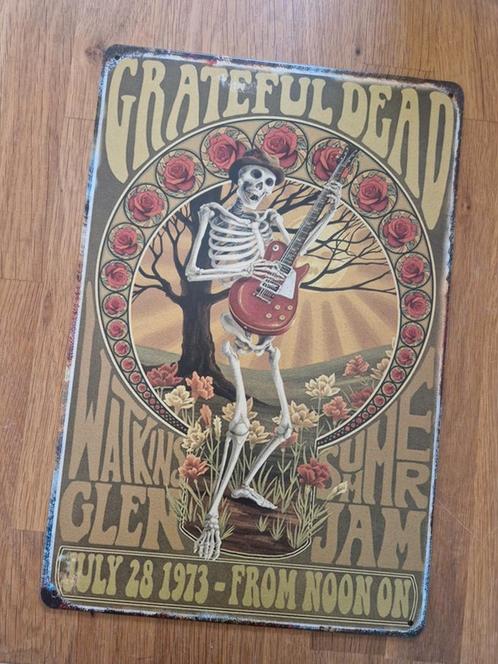 GRATEFUL DEAD
WATKINS
GLEN
SUMMER
JAM
JULY 28 1973 - FROM NOON ON